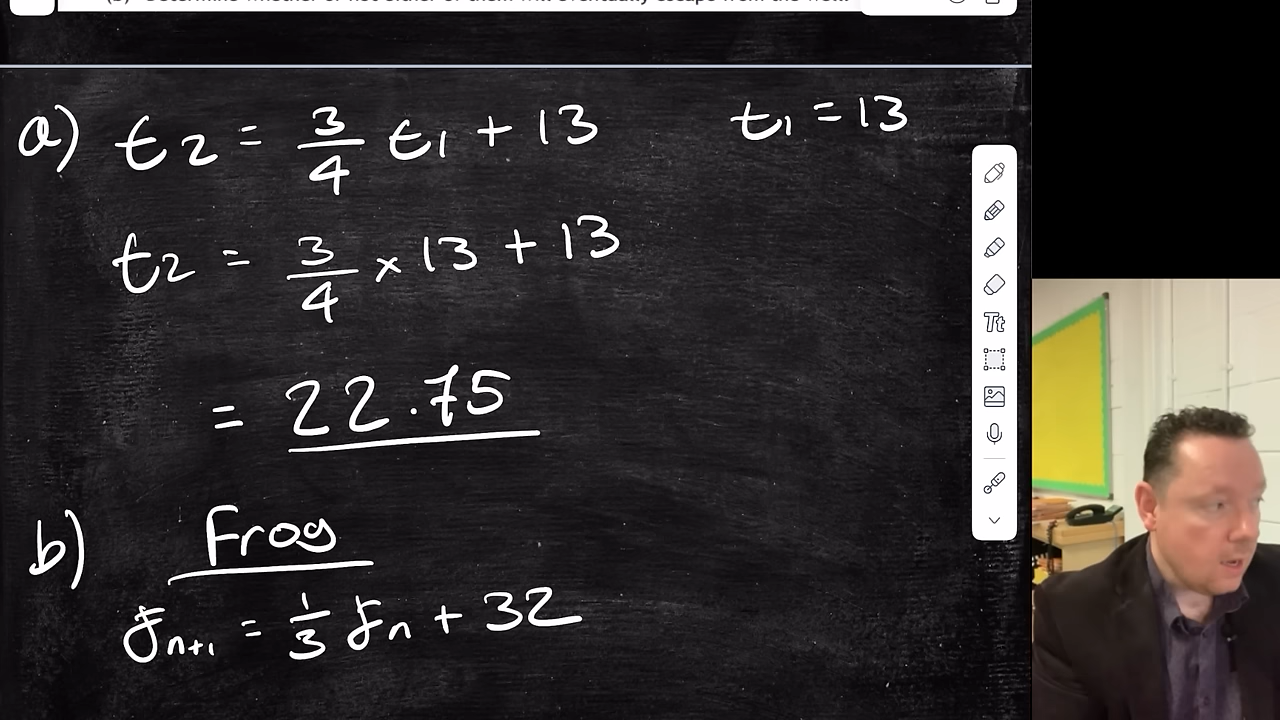 a) t₂ = 3/4 t₁ + 13 t₁ = 13
t₂ = 3/4 × 13 + 13
= 22.75
b) Frog
fₙ₊₁ = 1/3 fₙ + 32
Tt